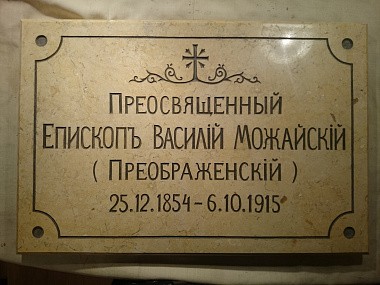 Преосвященный
Епископъ Василій Можайскій
( Преображенскій )
25.12.1854 – 6.10.1915